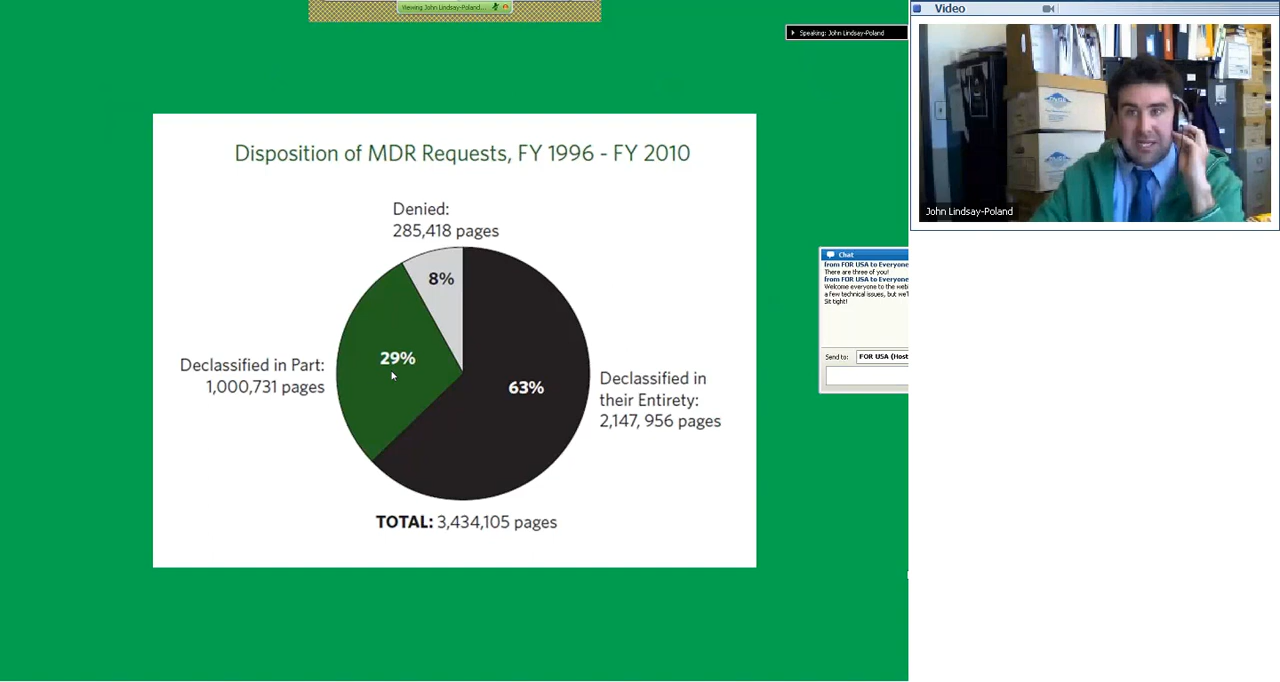 Viewing John Lindsay-Poland...
Speaking: John Lindsay-Poland
Video
John Lindsay-Poland
Disposition of MDR Requests, FY 1996 - FY 2010
Denied:
285,418 pages
8%
29%
63%
Declassified in Part:
1,000,731 pages
Declassified in
their Entirety:
2,147, 956 pages
TOTAL: 3,434,105 pages
Chat
from FOR USA to Everyone
There are three of you!
from FOR USA to Everyone
Welcome everyone to the web
a few technical issues, but we'l
Sit tight!
Send to:
FOR USA (Host